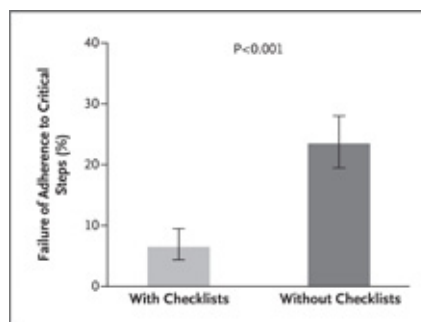 40
P<0.001
30
20
10
0
Failure of Adherence to Critical
Steps (%)
With Checklists
Without Checklists